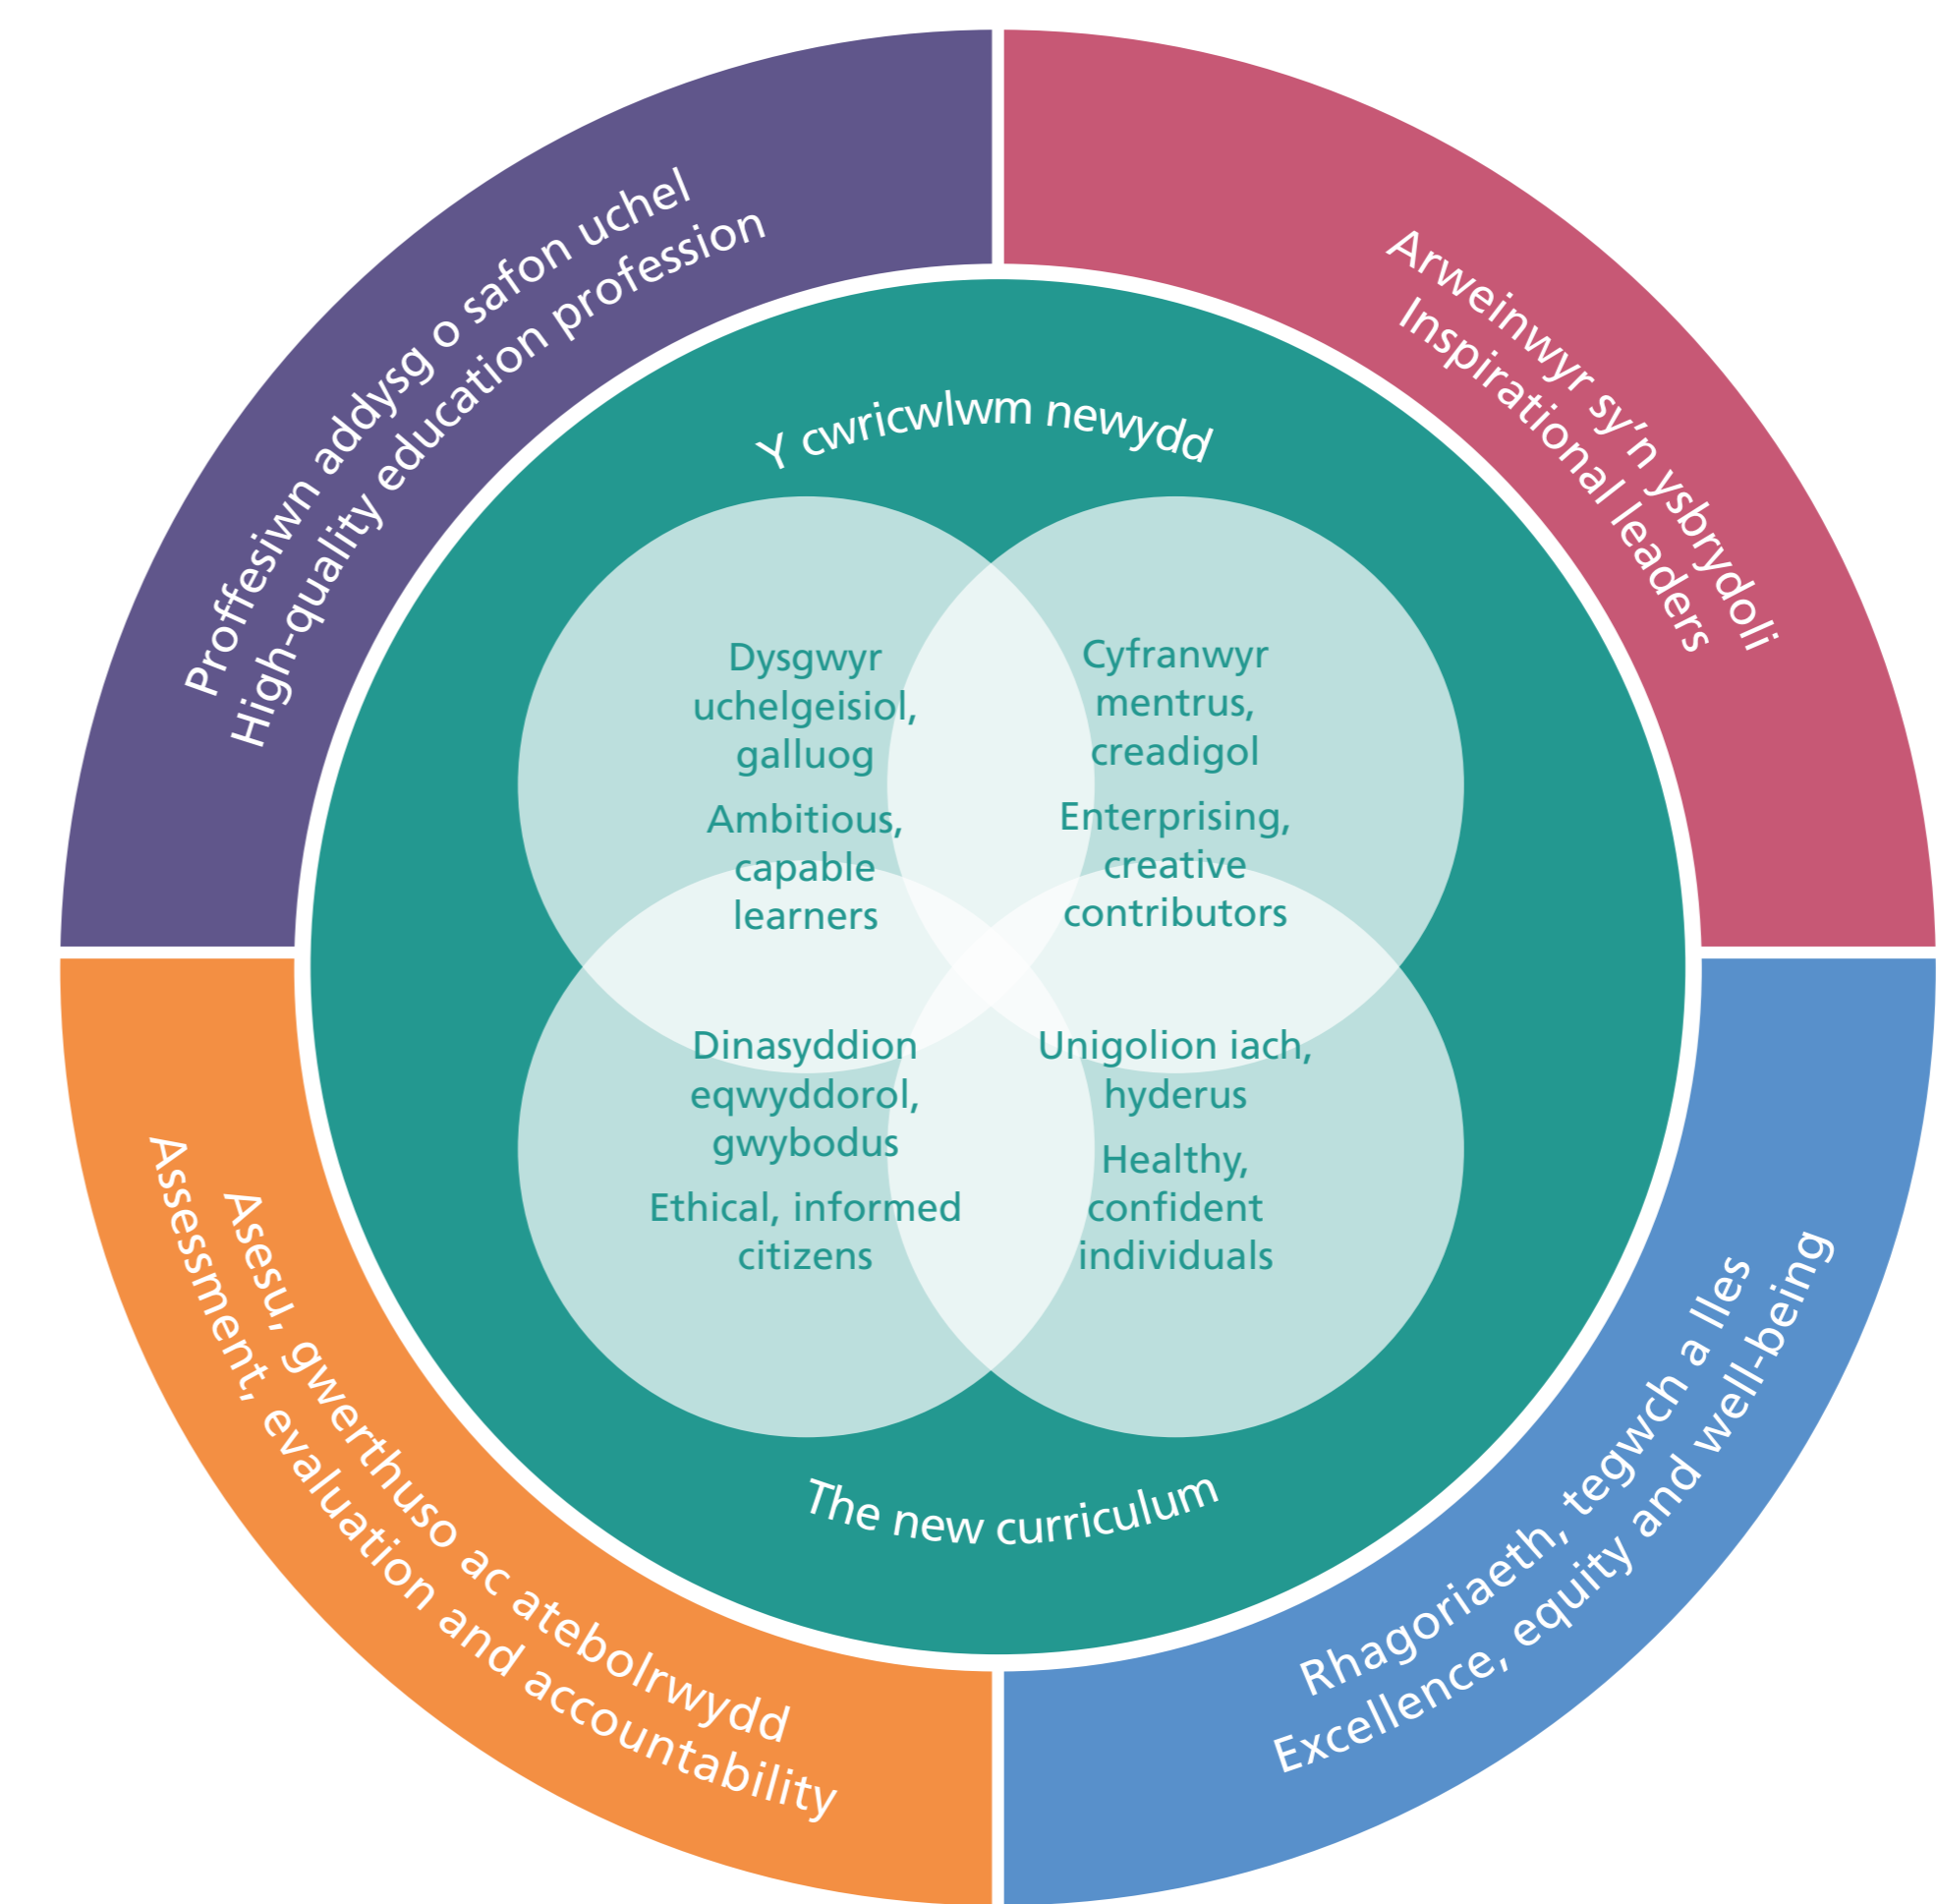 Proffesiwn addysg o safon uchel
High-quality education profession
Arweinwyr sy'n ysbrydoli
Inspirational leaders
Y cwricwlwm newydd
Dysgwyr
uchelgeisiol,
galluog
Ambitious,
capable
learners
Cyfranwyr
mentrus,
creadigol
Enterprising,
creative
contributors
Dinasyddion
eqwyddorol,
gwybodus
Ethical, informed
citizens
Unigolion iach,
hyderus
Healthy,
confident
individuals
The new curriculum
Asesu, gwerthuso ac atebolrwydd
Assessment, evaluation and accountability
Rhagoriaeth, tegwch a lles
Excellence, equity and well-being